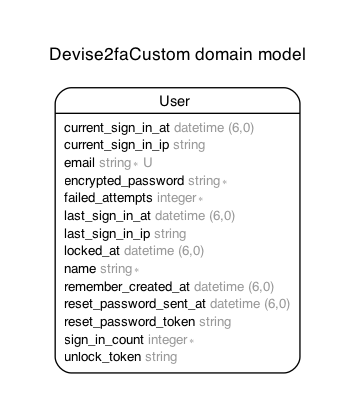 Devise2faCustom domain model
User
current_sign_in_at datetime (6,0)
current_sign_in_ip string
email string ∗ U
encrypted_password string ∗
failed_attempts integer ∗
last_sign_in_at datetime (6,0)
last_sign_in_ip string
locked_at datetime (6,0)
name string ∗
remember_created_at datetime (6,0)
reset_password_sent_at datetime (6,0)
reset_password_token string
sign_in_count integer ∗
unlock_token string